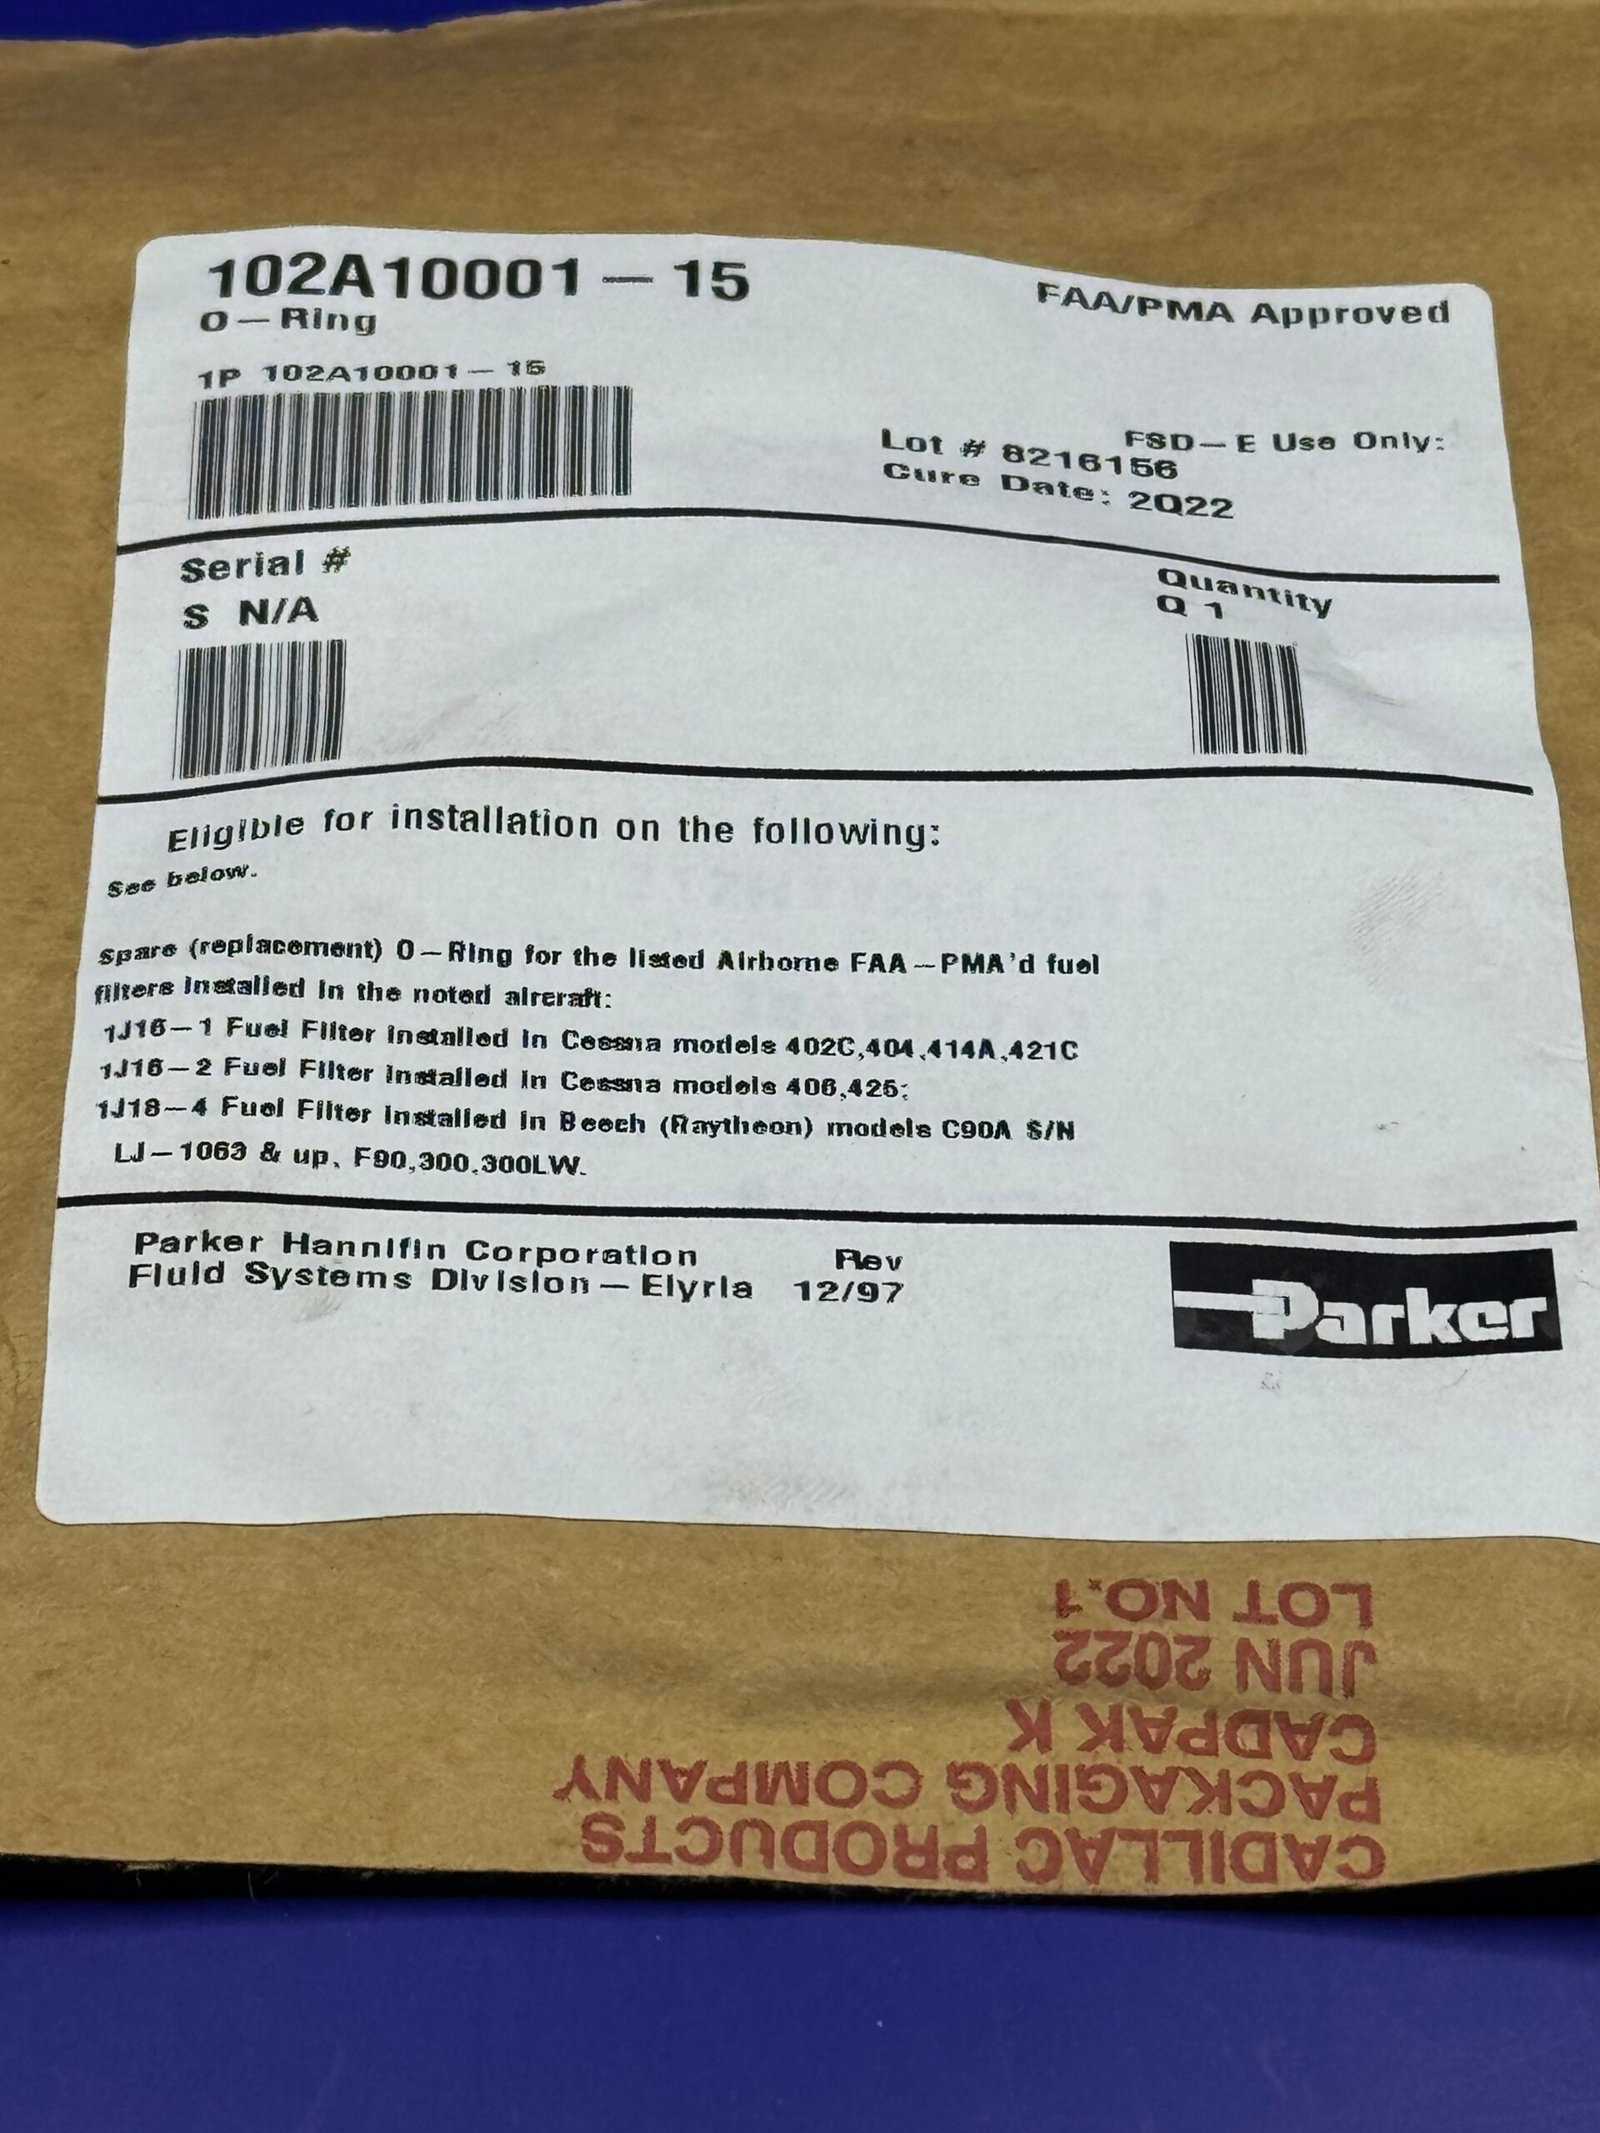 102A10001-15
O-Ring
FAA/PMA Approved
1P 102A10001-15
FSD-E Use Only:
Lot # 8216156
Cure Date: 2Q22
Serial #
S N/A
Quantity
Q 1
Eligible for installation on the following:
See below.
Spare (replacement) O-Ring for the listed Airborne FAA-PMA'd fuel
filters installed in the noted aircraft:
1J16-1 Fuel Filter installed in Cessna models 402C,404,414A,421C
1J16-2 Fuel Filter installed in Cessna models 406,425;
1J18-4 Fuel Filter installed in Beech (Raytheon) models C90A S/N
LJ-1063 & up, F90,300,300LW.
Parker Hannifin Corporation Rev
Fluid Systems Division-Elyria 12/97
Parker
CADILLAC PRODUCTS
PACKAGING COMPANY
CADPAK K
JUN 2022
LOT NO.1